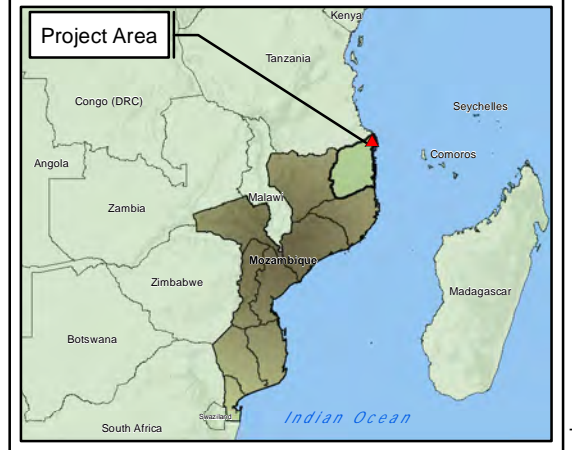 Kenya
Project Area
Tanzania
Congo (DRC)
Seychelles
Angola
Comoros
Malawi
Zambia
Mozambique
Zimbabwe
Madagascar
Botswana
Swaziland
Indian Ocean
South Africa